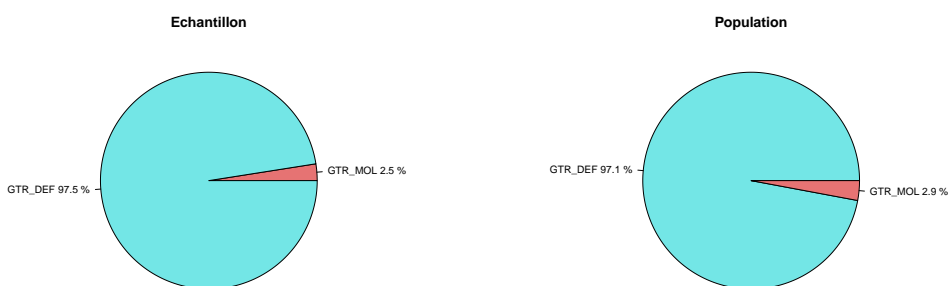 Echantillon
GTR_DEF 97.5 %
GTR_MOL 2.5 %
Population
GTR_DEF 97.1 %
GTR_MOL 2.9 %